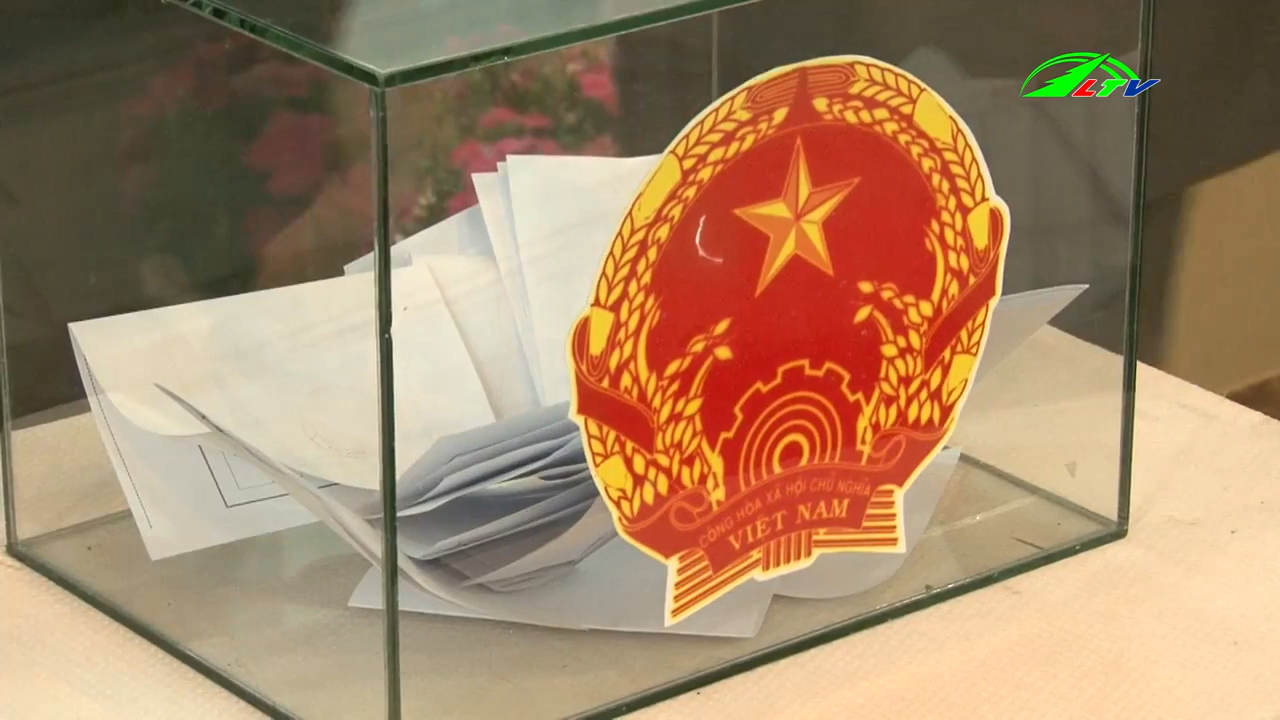 LTV
CỘNG HÒA XÃ HỘI CHỦ NGHĨA
VIỆT NAM